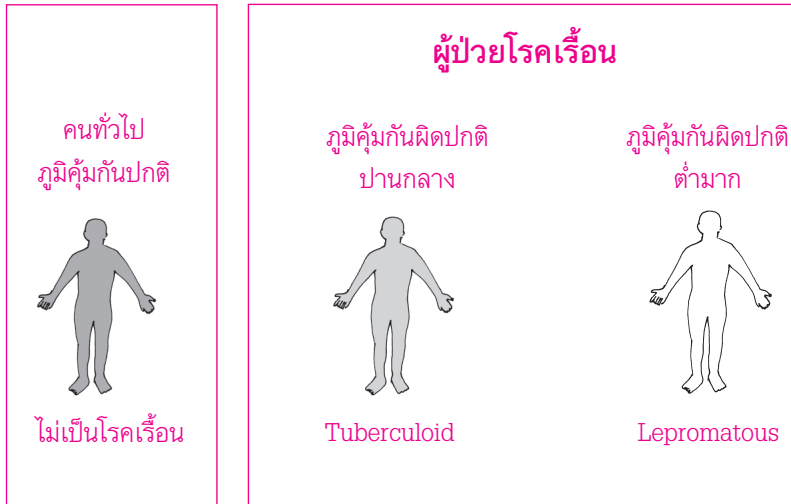 คนทั่วไป
ภูมิคุ้มกันปกติ
ไม่เป็นโรคเรื้อน
ผู้ป่วยโรคเรื้อน
ภูมิคุ้มกันผิดปกติ
ปานกลาง
Tuberculoid
ภูมิคุ้มกันผิดปกติ
ต่ำมาก
Lepromatous